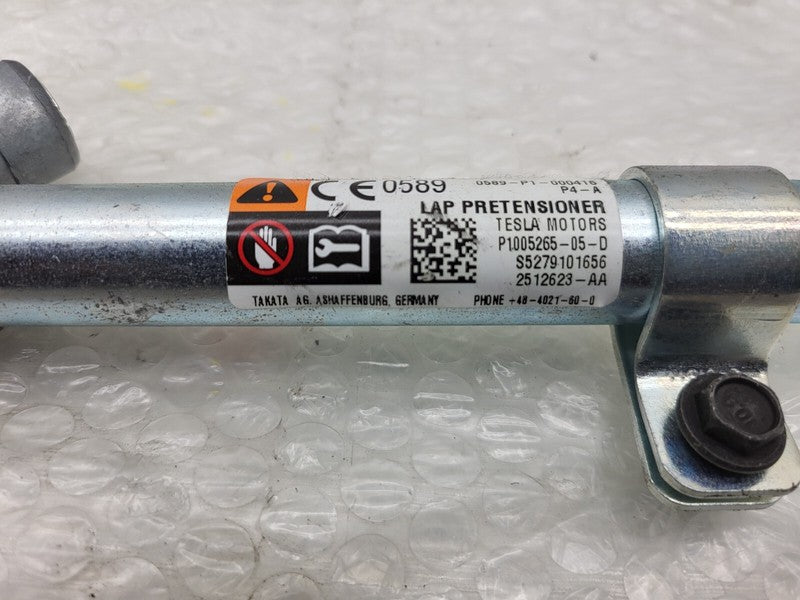 CE 0589
0589-P1-000416
P4-A
LAP PRETENSIONER
TESLA MOTORS
P1005265-05-D
S5279101656
2512623-AA
TAKATA AG. ASHAFFENBURG, GERMANY PHONE +48-4021-60-0